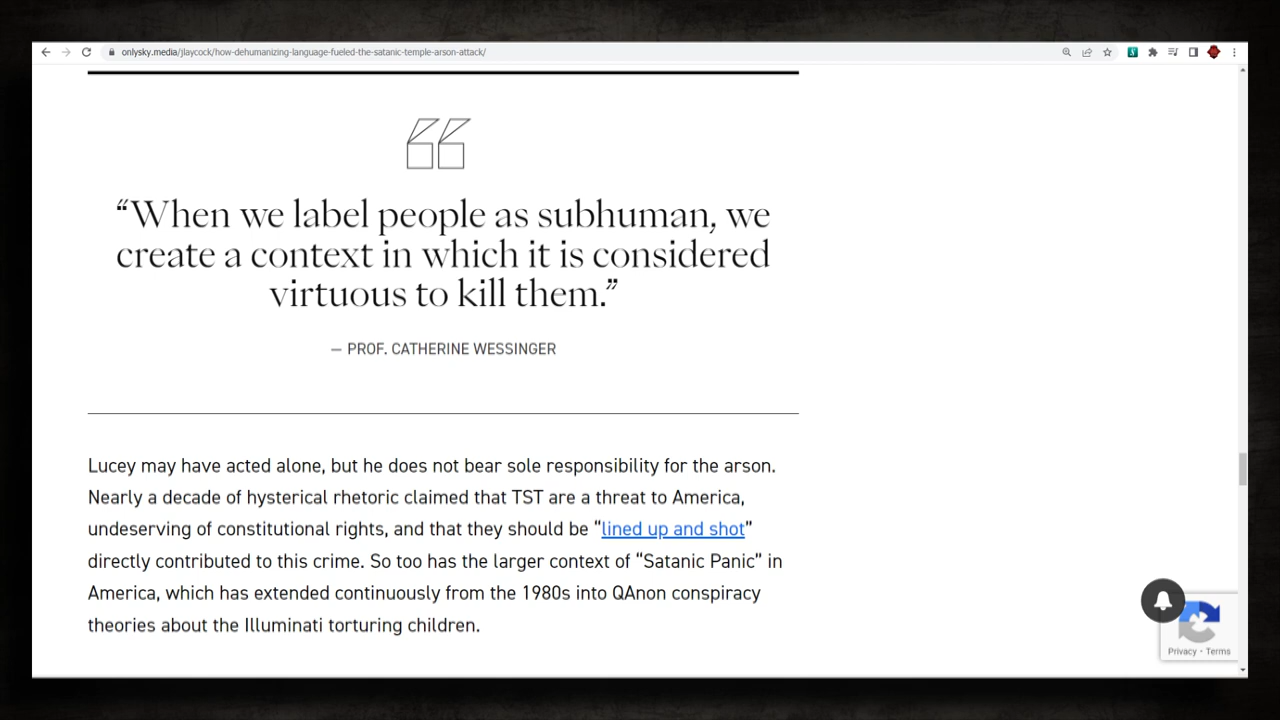 onlysky.media/jlaycock/how-dehumanizing-language-fueled-the-satanic-temple-arson-attack/
“When we label people as subhuman, we
create a context in which it is considered
virtuous to kill them.”
— PROF. CATHERINE WESSINGER
Lucey may have acted alone, but he does not bear sole responsibility for the arson.
Nearly a decade of hysterical rhetoric claimed that TST are a threat to America,
undeserving of constitutional rights, and that they should be “lined up and shot”
directly contributed to this crime. So too has the larger context of “Satanic Panic” in
America, which has extended continuously from the 1980s into QAnon conspiracy
theories about the Illuminati torturing children.
Privacy - Terms